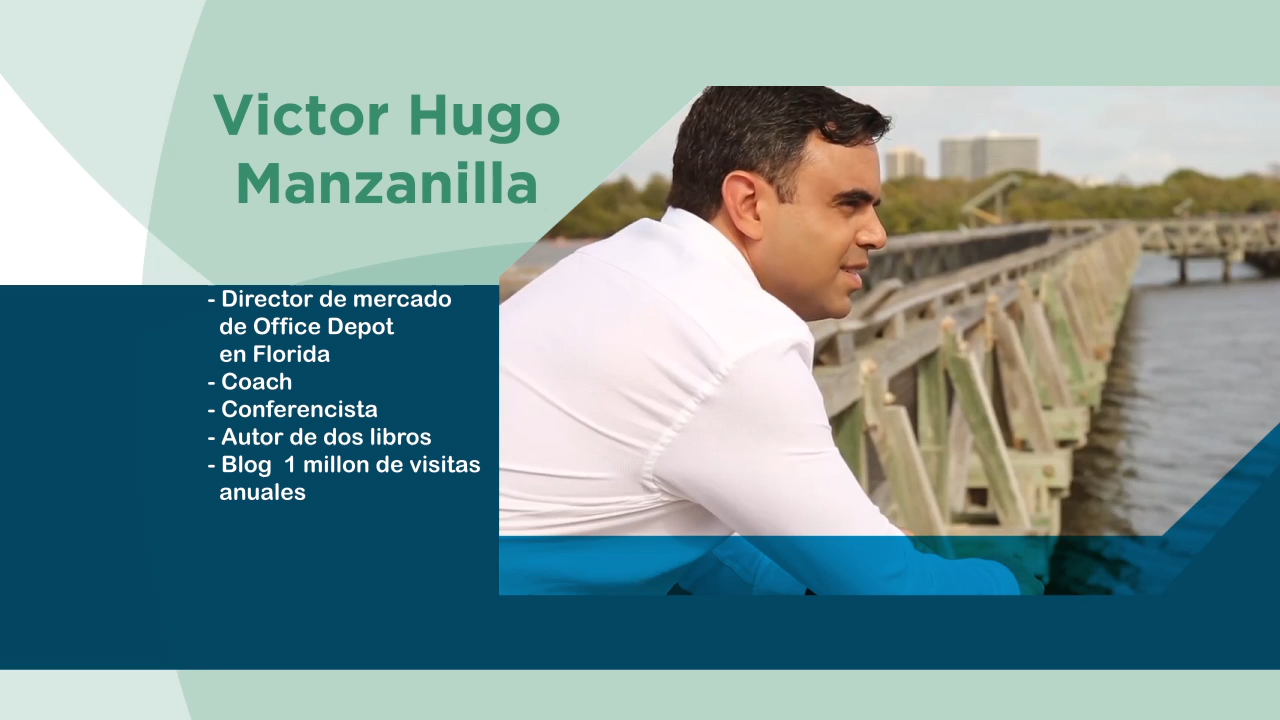 Victor Hugo
Manzanilla
- Director de mercado
de Office Depot
en Florida
- Coach
- Conferencista
- Autor de dos libros
- Blog  1 millon de visitas
anuales